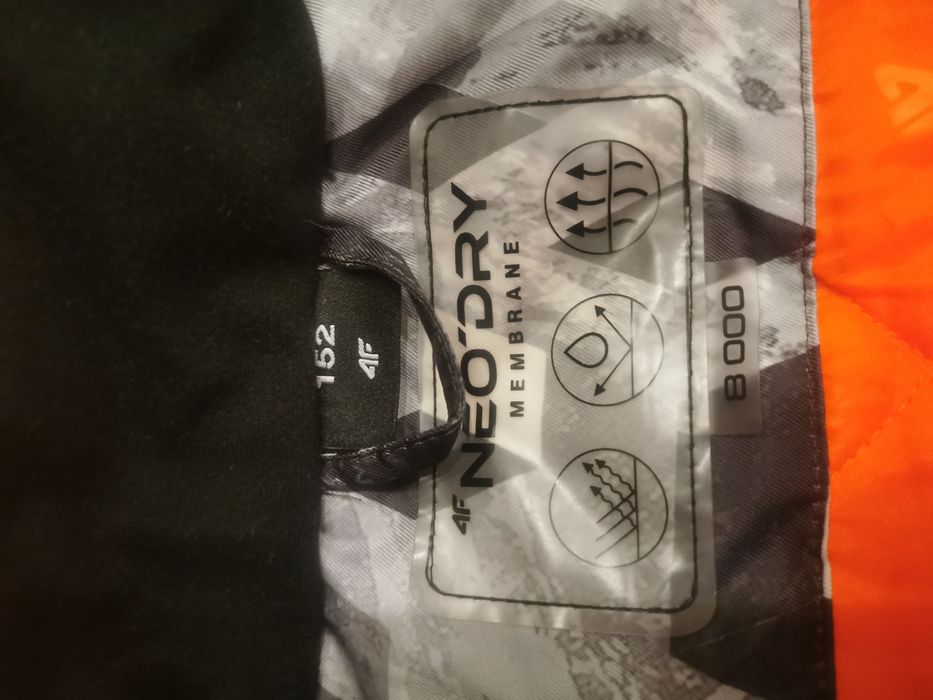 152
4F
4F NEO'DRY
MEMBRANE
8 000